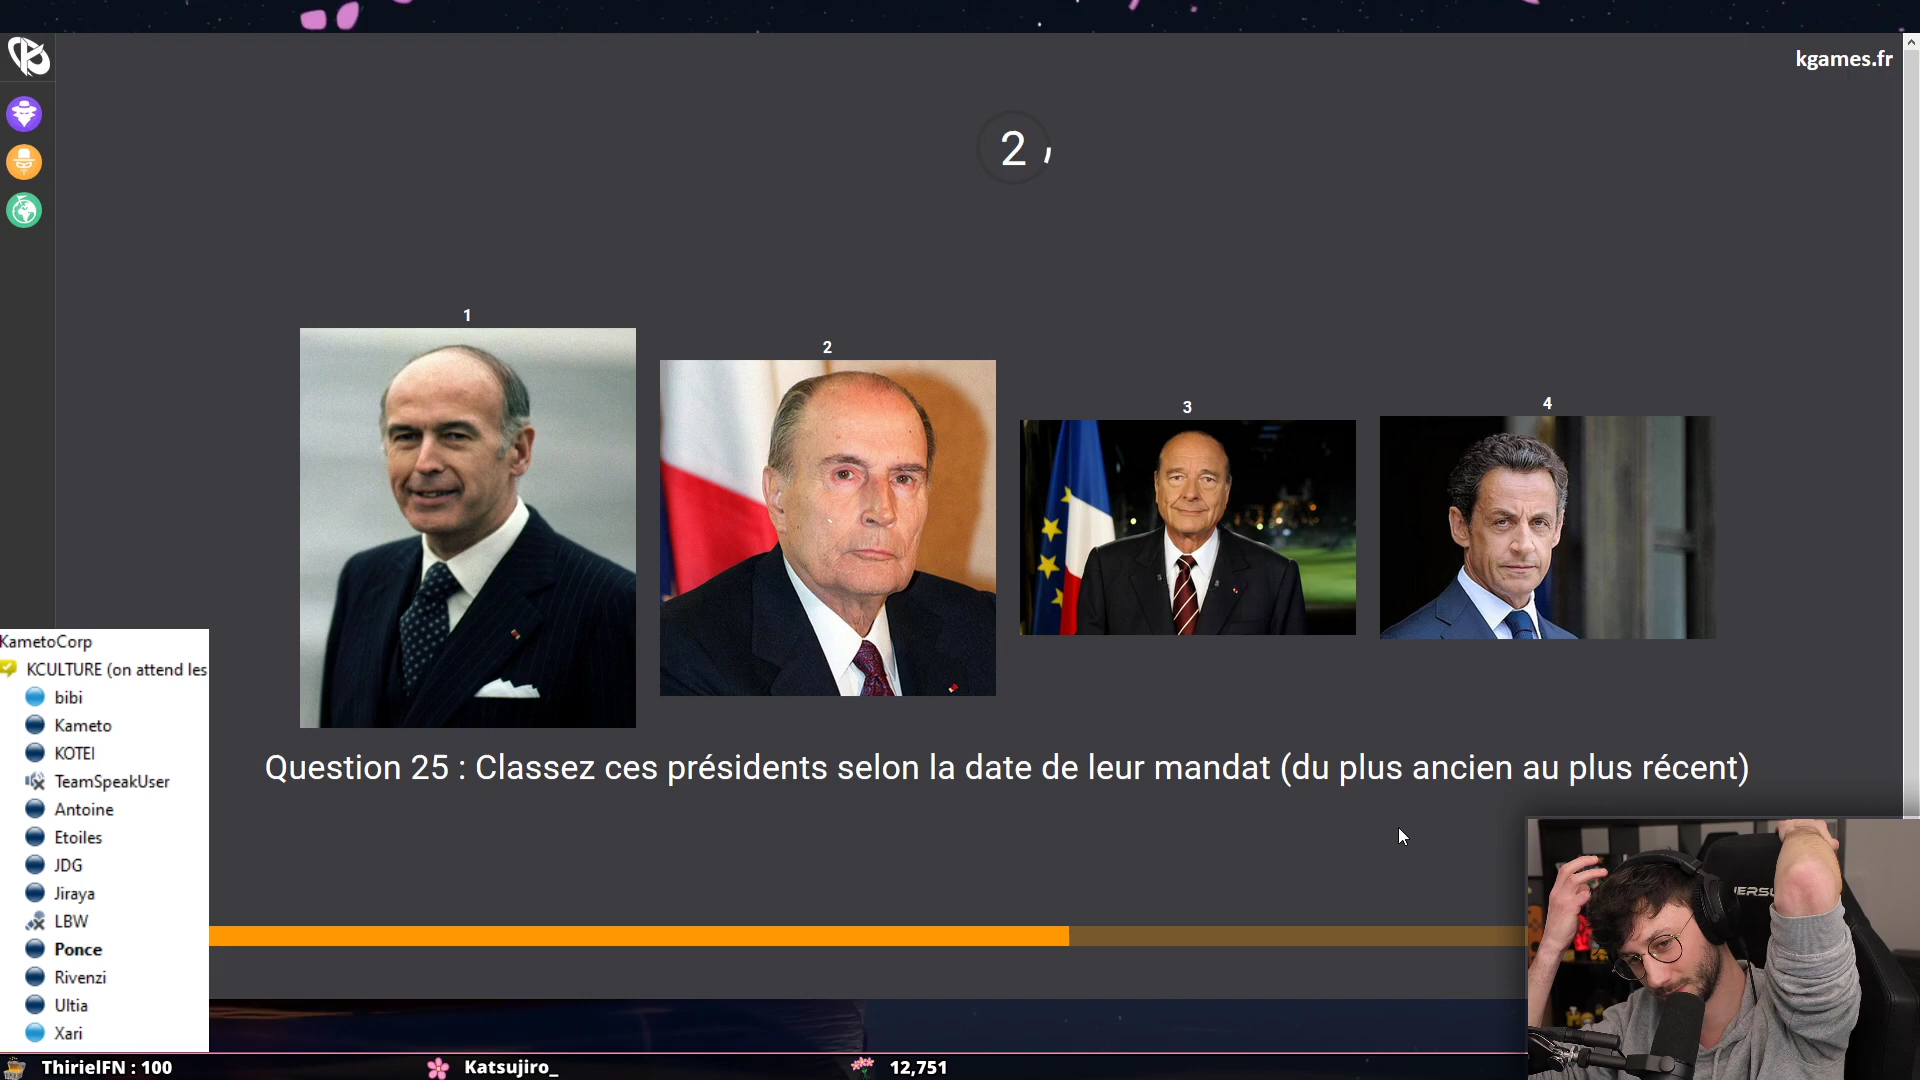 kgames.fr
2
1
2
3
4
Question 25 : Classez ces présidents selon la date de leur mandat (du plus ancien au plus récent)
KametoCorp
KCULTURE (on attend les
bibi
Kameto
KOTEI
TeamSpeakUser
Antoine
Etoiles
JDG
Jiraya
LBW
Ponce
Rivenzi
Ultia
Xari
ThirielFN : 100
Katsujiro_
12,751